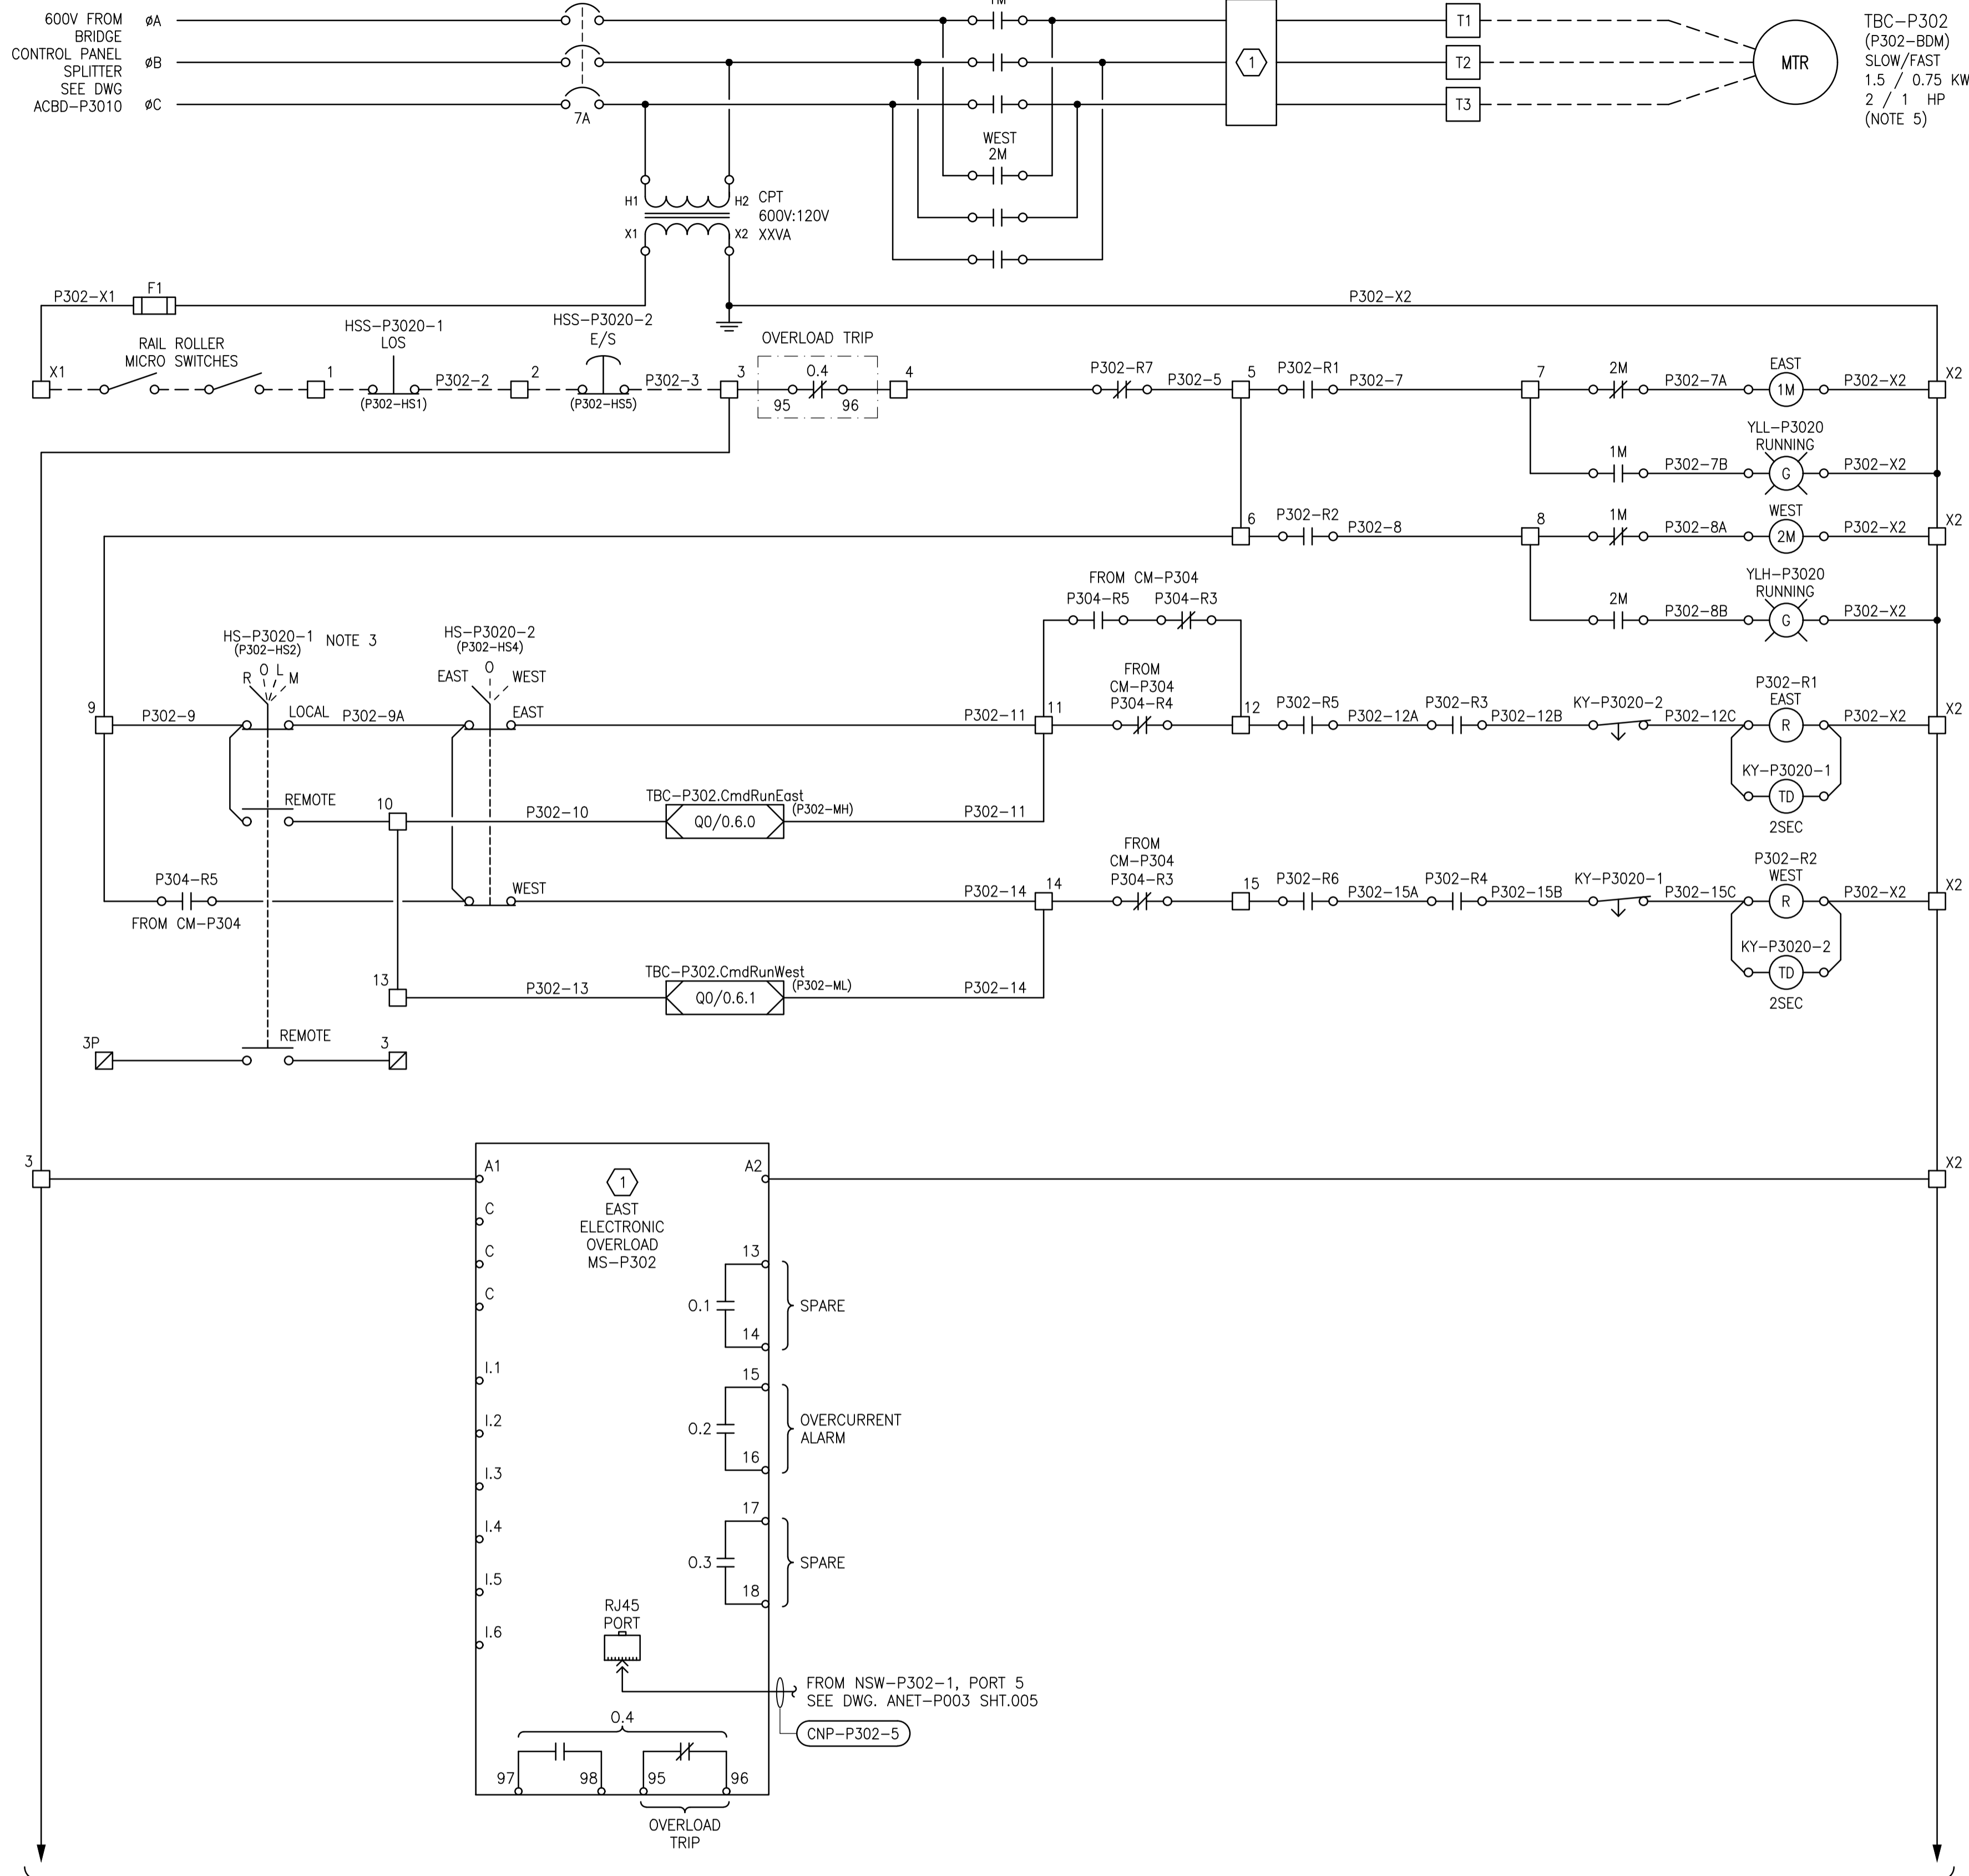 600V FROM
BRIDGE
CONTROL PANEL
SPLITTER
SEE DWG
ACBD-P3010
øA
øB
øC
7A
1M
WEST
2M
1
T1
T2
T3
MTR
TBC-P302
(P302-BDM)
SLOW/FAST
1.5 / 0.75 KW
2 / 1 HP
(NOTE 5)
H1
H2
X1
X2
CPT
600V:120V
XXVA
P302-X1
F1
P302-X2
X1
RAIL ROLLER
MICRO SWITCHES
1
HSS-P3020-1
LOS
(P302-HS1)
P302-2
2
HSS-P3020-2
E/S
(P302-HS5)
P302-3
3
OVERLOAD TRIP
0.4
95
96
4
P302-R7
P302-5
5
P302-R1
P302-7
7
2M
P302-7A
EAST
1M
P302-X2
X2
1M
P302-7B
YLL-P3020
RUNNING
G
P302-X2
6
P302-R2
P302-8
8
1M
P302-8A
WEST
2M
P302-X2
X2
2M
P302-8B
YLH-P3020
RUNNING
G
P302-X2
FROM CM-P304
P304-R5
P304-R3
HS-P3020-1
(P302-HS2)
NOTE 3
R
O
L
M
HS-P3020-2
(P302-HS4)
EAST
O
WEST
9
P302-9
LOCAL
P302-9A
EAST
P302-11
11
FROM
CM-P304
P304-R4
12
P302-R5
P302-12A
P302-R3
P302-12B
KY-P3020-2
P302-12C
P302-R1
EAST
R
P302-X2
X2
KY-P3020-1
TD
2SEC
REMOTE
10
P302-10
TBC-P302.CmdRunEast
Q0/0.6.0
(P302-MH)
P302-11
P304-R5
FROM CM-P304
WEST
P302-14
14
FROM
CM-P304
P304-R3
15
P302-R6
P302-15A
P302-R4
P302-15B
KY-P3020-1
P302-15C
P302-R2
WEST
R
P302-X2
X2
KY-P3020-2
TD
2SEC
13
P302-13
TBC-P302.CmdRunWest
Q0/0.6.1
(P302-ML)
P302-14
3P
REMOTE
3
3
A1
1
EAST
ELECTRONIC
OVERLOAD
MS-P302
A2
X2
C
C
C
I.1
I.2
I.3
I.4
I.5
I.6
13
O.1
14
SPARE
15
O.2
16
OVERCURRENT
ALARM
17
O.3
18
SPARE
RJ45
PORT
FROM NSW-P302-1, PORT 5
SEE DWG. ANET-P003 SHT.005
CNP-P302-5
O.4
97
98
95
96
OVERLOAD
TRIP